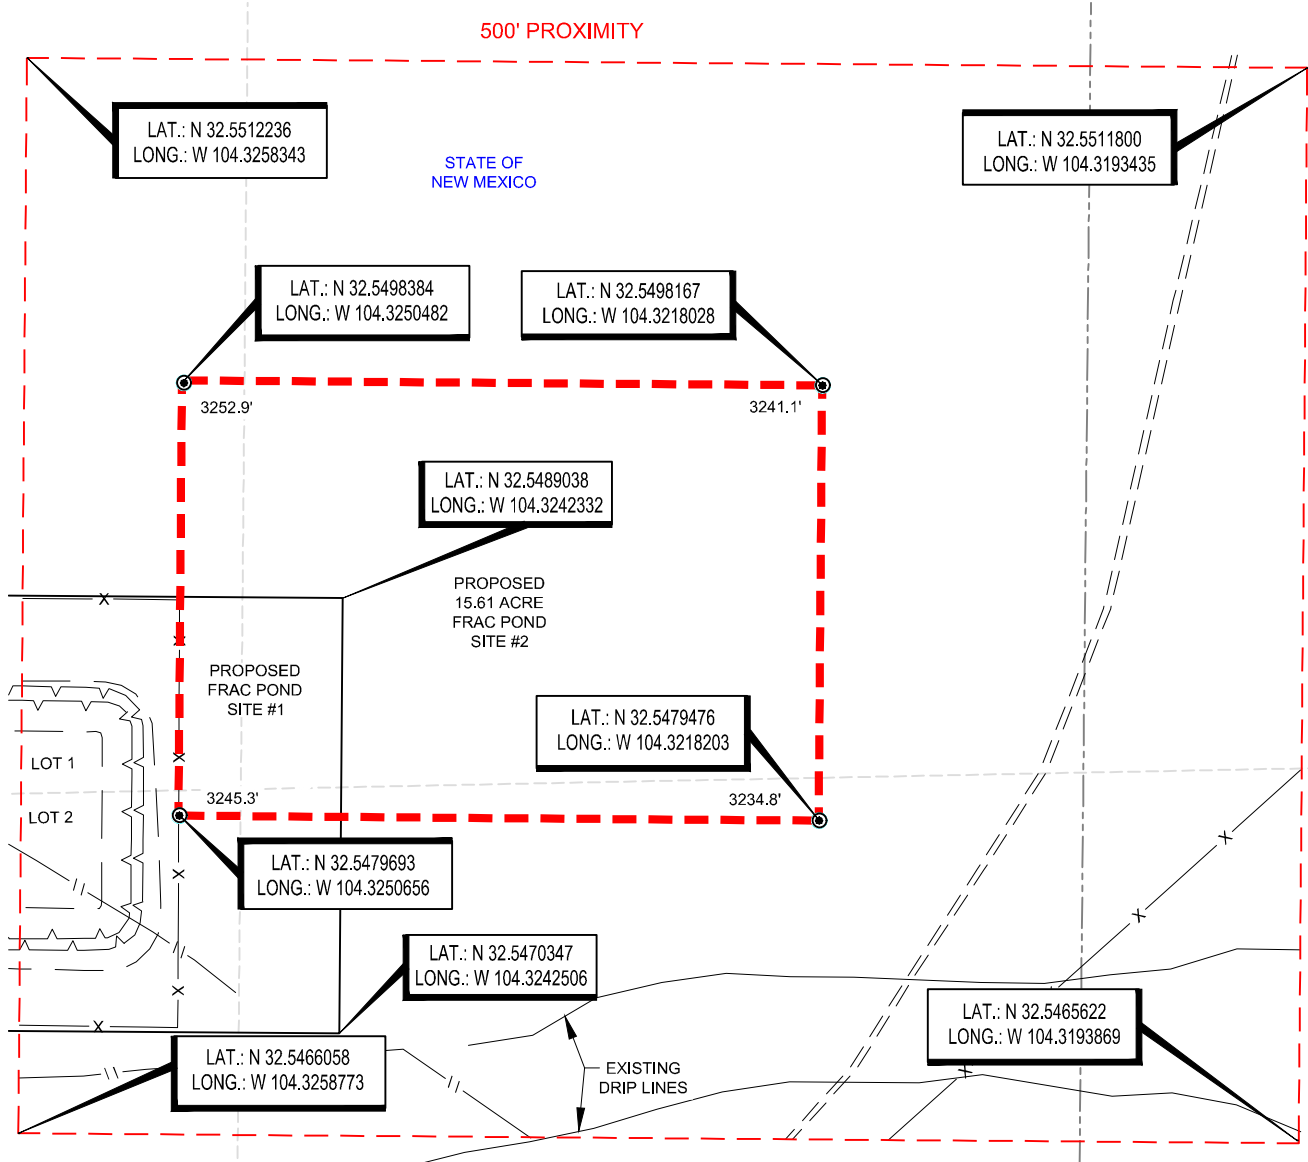 500' PROXIMITY
LAT.: N 32.5512236
LONG.: W 104.3258343
STATE OF
NEW MEXICO
LAT.: N 32.5511800
LONG.: W 104.3193435
LAT.: N 32.5498384
LONG.: W 104.3250482
LAT.: N 32.5498167
LONG.: W 104.3218028
3252.9'
3241.1'
LAT.: N 32.5489038
LONG.: W 104.3242332
PROPOSED
15.61 ACRE
FRAC POND
SITE #2
PROPOSED
FRAC POND
SITE #1
LAT.: N 32.5479476
LONG.: W 104.3218203
LOT 1
LOT 2
3245.3'
3234.8'
LAT.: N 32.5479693
LONG.: W 104.3250656
LAT.: N 32.5470347
LONG.: W 104.3242506
LAT.: N 32.5465622
LONG.: W 104.3193869
LAT.: N 32.5466058
LONG.: W 104.3258773
EXISTING
DRIP LINES